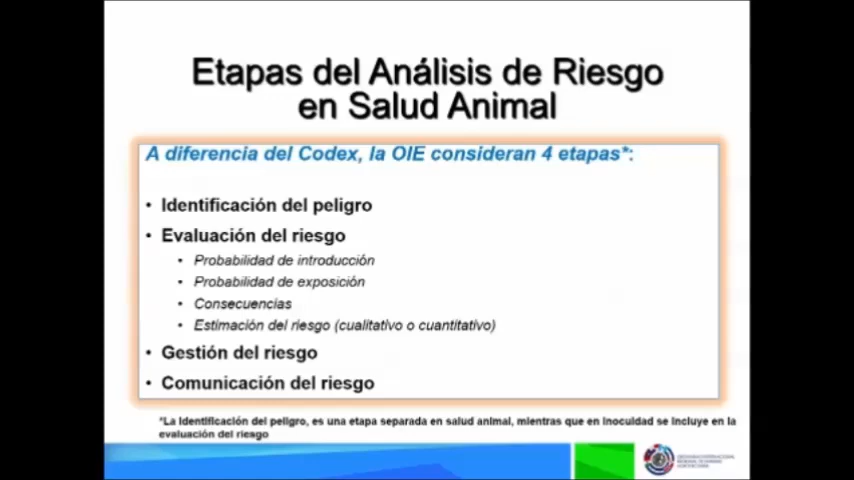 Etapas del Análisis de Riesgo
en Salud Animal
A diferencia del Codex, la OIE consideran 4 etapas*:
• Identificación del peligro
• Evaluación del riesgo
• Probabilidad de introducción
• Probabilidad de exposición
• Consecuencias
• Estimación del riesgo (cualitativo o cuantitativo)
• Gestión del riesgo
• Comunicación del riesgo
*La Identificación del peligro, es una etapa separada en salud animal, mientras que en inocuidad se incluye en la
evaluación del riesgo